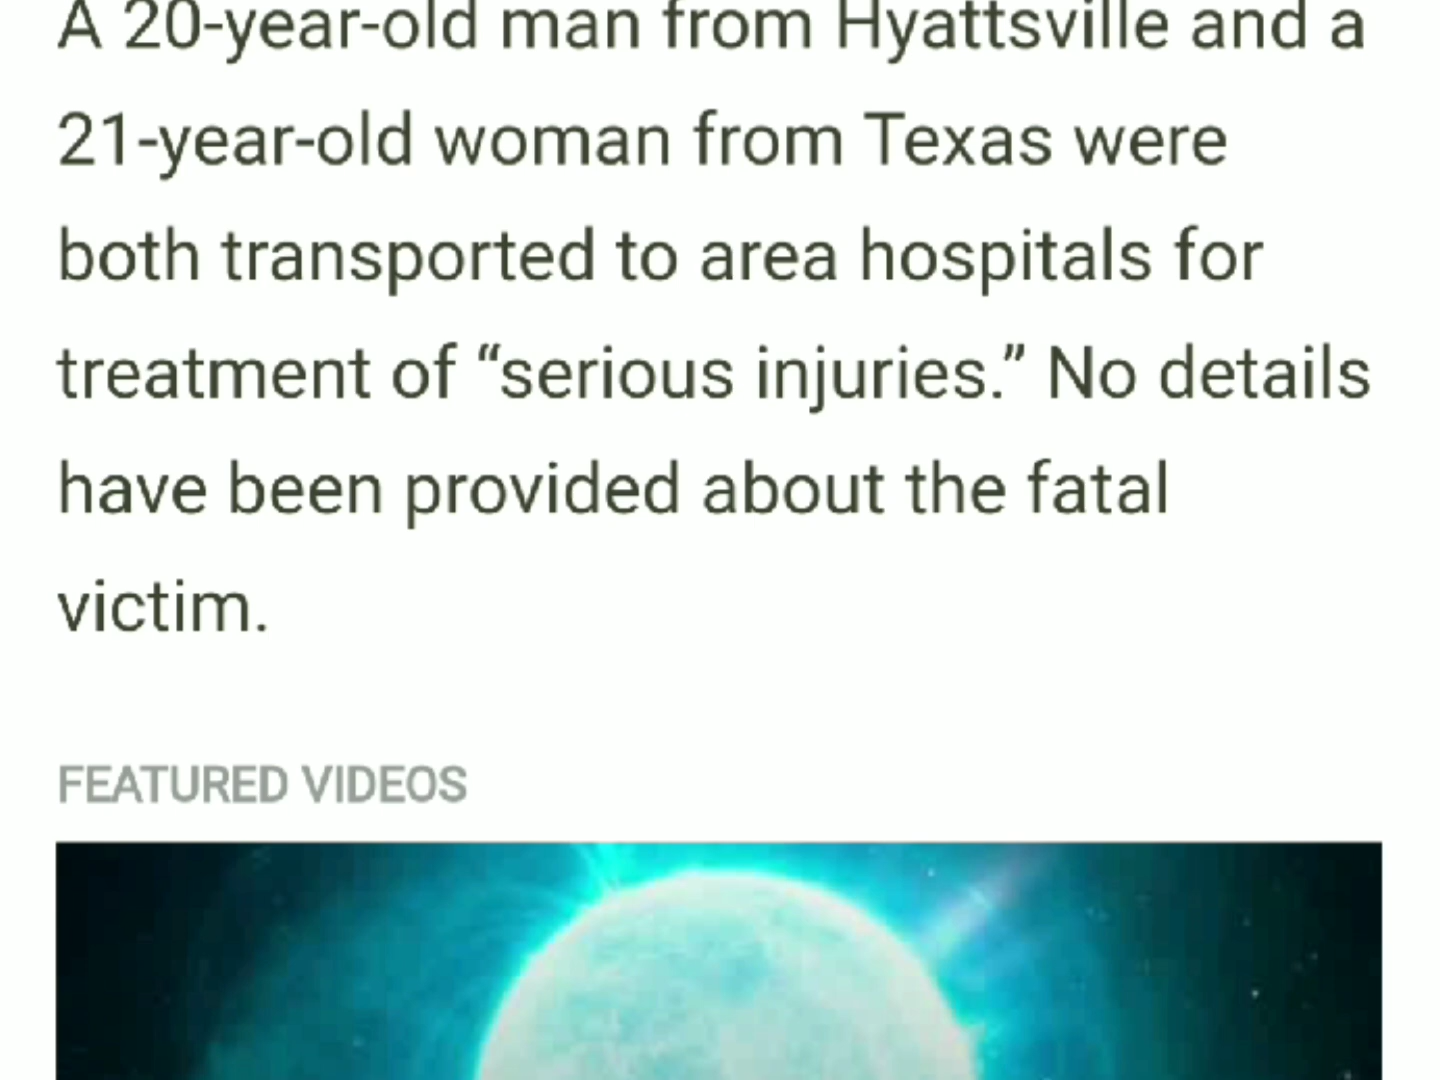 A 20-year-old man from Hyattsville and a
21-year-old woman from Texas were
both transported to area hospitals for
treatment of “serious injuries.” No details
have been provided about the fatal
victim.
FEATURED VIDEOS